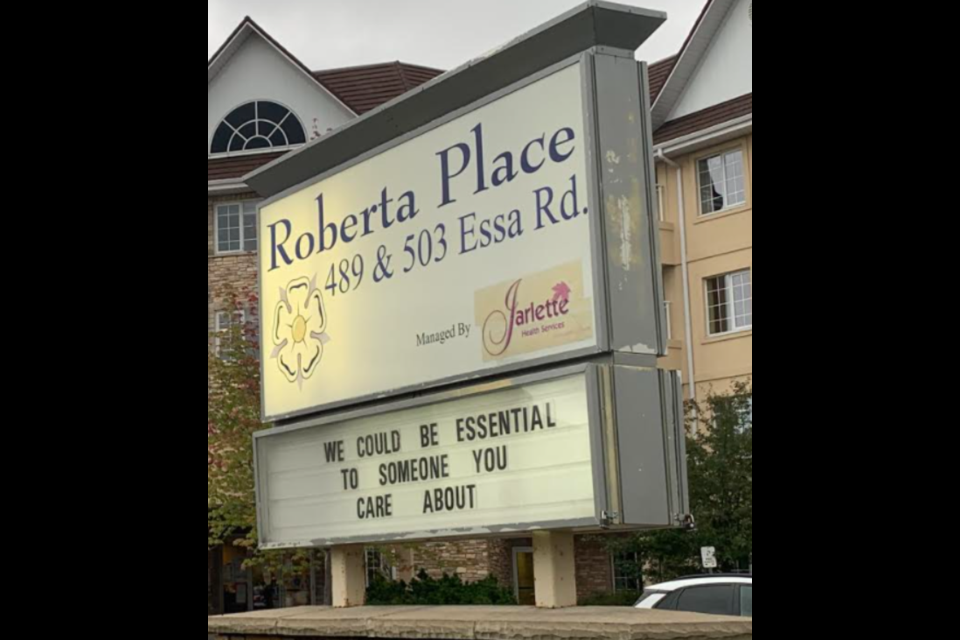 Roberta Place
489 & 503 Essa Rd.
Managed By
Jarlette
Health Services
WE COULD BE ESSENTIAL
TO SOMEONE YOU
CARE ABOUT